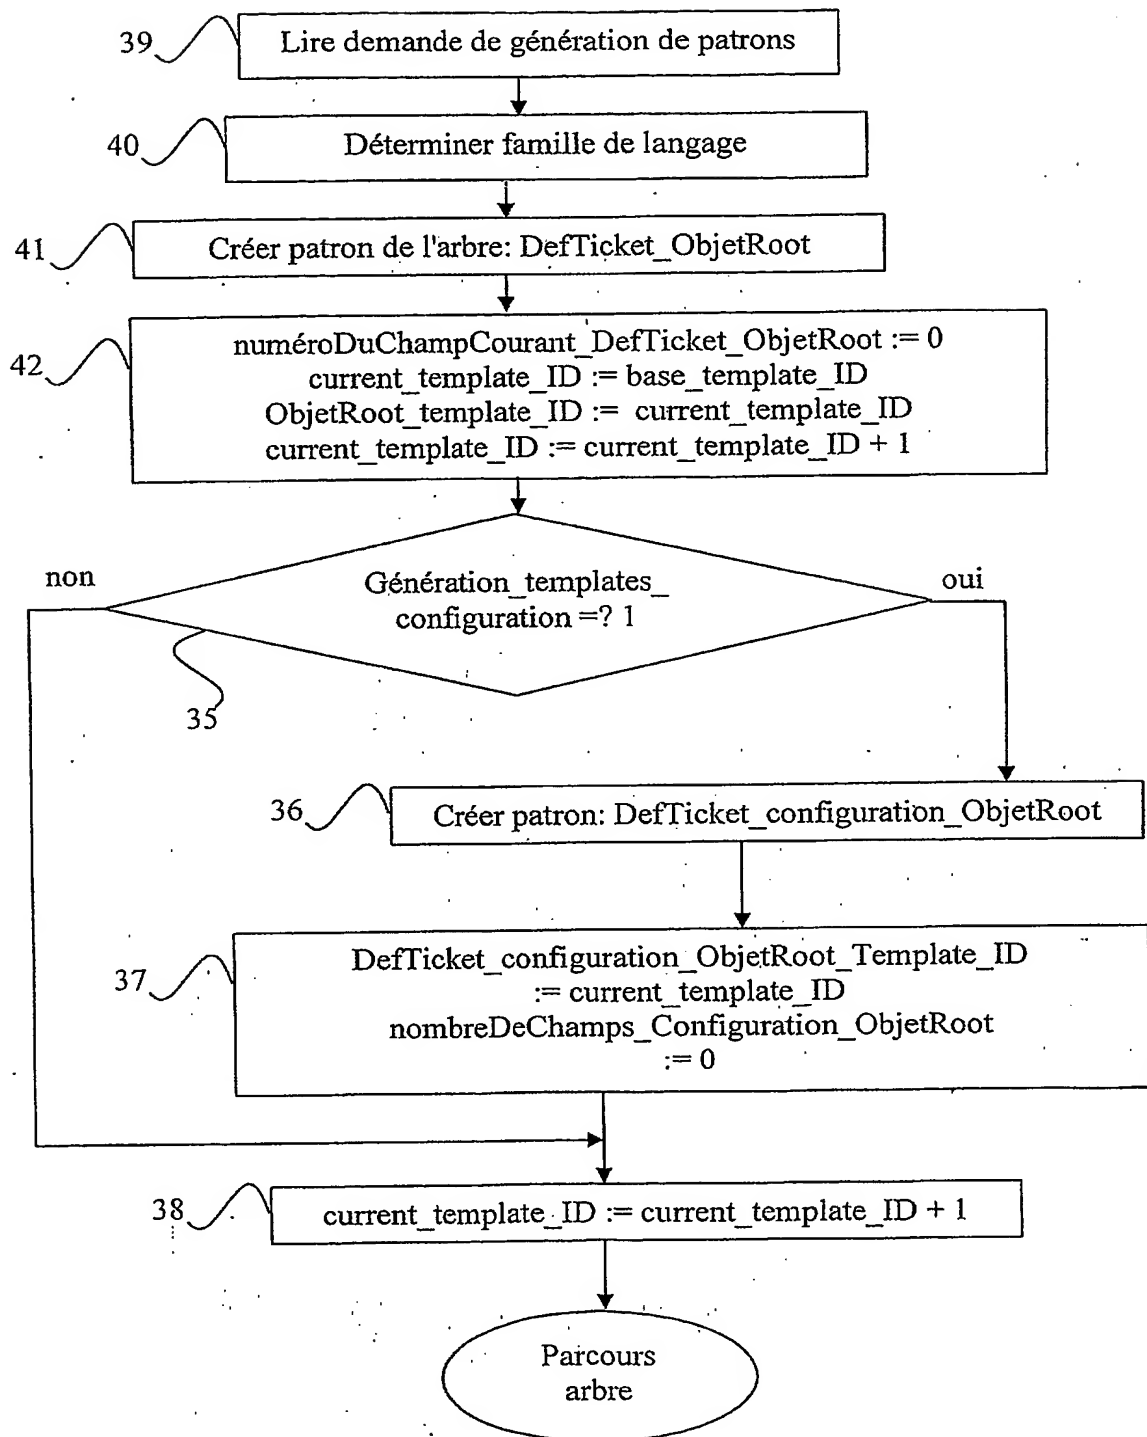 39
Lire demande de génération de patrons
40
Déterminer famille de langage
41
Créer patron de l'arbre: DefTicket_ObjetRoot
42
numéroDuChampCourant_DefTicket_ObjetRoot := 0
current_template_ID := base_template_ID
ObjetRoot_template_ID := current_template_ID
current_template_ID := current_template_ID + 1
non
Génération_templates_
configuration =? 1
oui
35
36
Créer patron: DefTicket_configuration_ObjetRoot
37
DefTicket_configuration_ObjetRoot_Template_ID
:= current_template_ID
nombreDeChamps_Configuration_ObjetRoot
:= 0
38
current_template_ID := current_template_ID + 1
Parcours
arbre